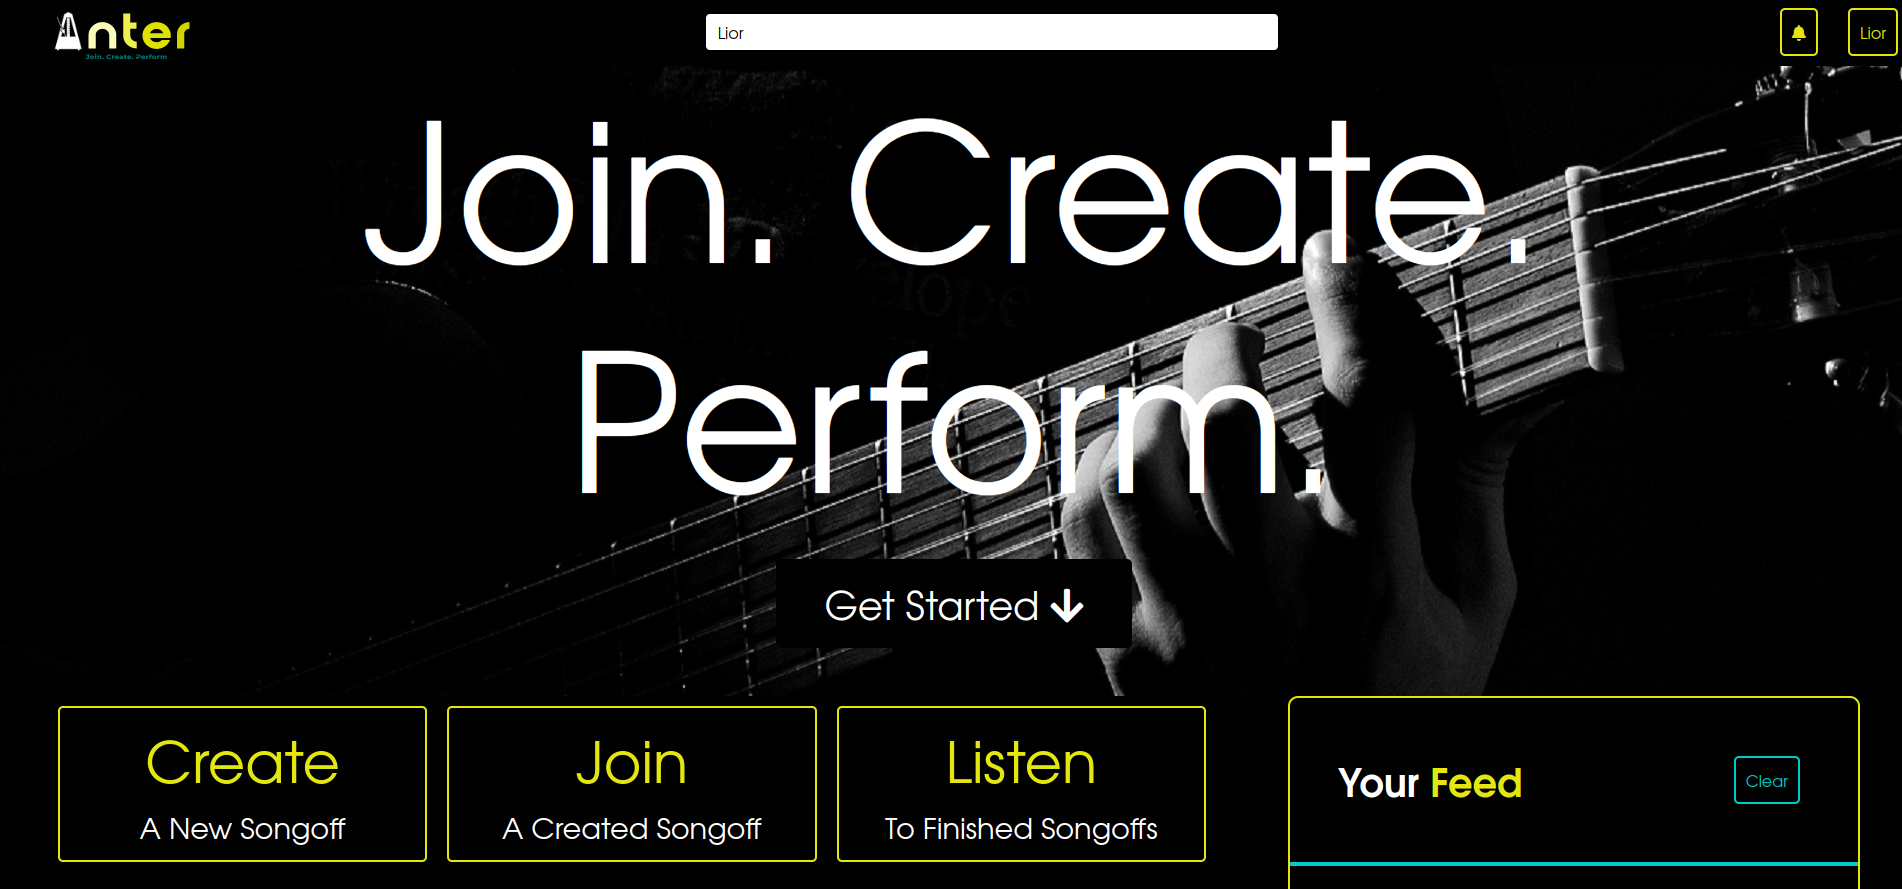 Anter
Join. Create. Perform
Lior
Lior
Join. Create.
Perform.
Get Started
Create
A New Songoff
Join
A Created Songoff
Listen
To Finished Songoffs
Your Feed
Clear